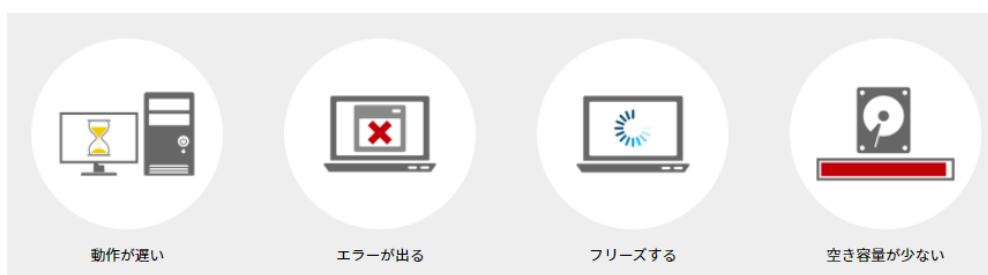 動作が遅い
エラーが出る
フリーズする
空き容量が少ない